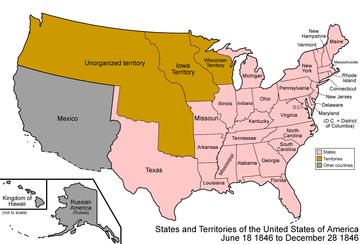 New
Hampshire
Vermont
Maine
Massachusetts
New
York
Rhode
Island
Connecticut
New Jersey
Delaware
Maryland
(D.C. = District
of Columbia)
D.C.
Pennsylvania
Unorganized territory
Iowa
Territory
Wisconsin
Territory
Michigan
Illinois
Indiana
Ohio
Virginia
Kentucky
Missouri
Mexico
Tennessee
North
Carolina
South
Carolina
Arkansas
Mississippi
Alabama
Georgia
Texas
Louisiana
Florida
Kingdom of
Hawaii
(not to scale)
Russian
America
(Russia)
States
Territories
Other countries
States and Territories of the United States of America
June 18 1846 to December 28 1846